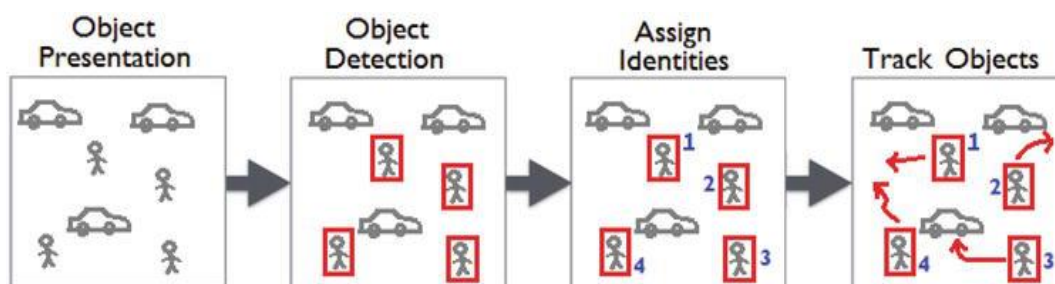 Object
Presentation
Object
Detection
Assign
Identities
Track Objects
1
2
3
4
1
2
3
4